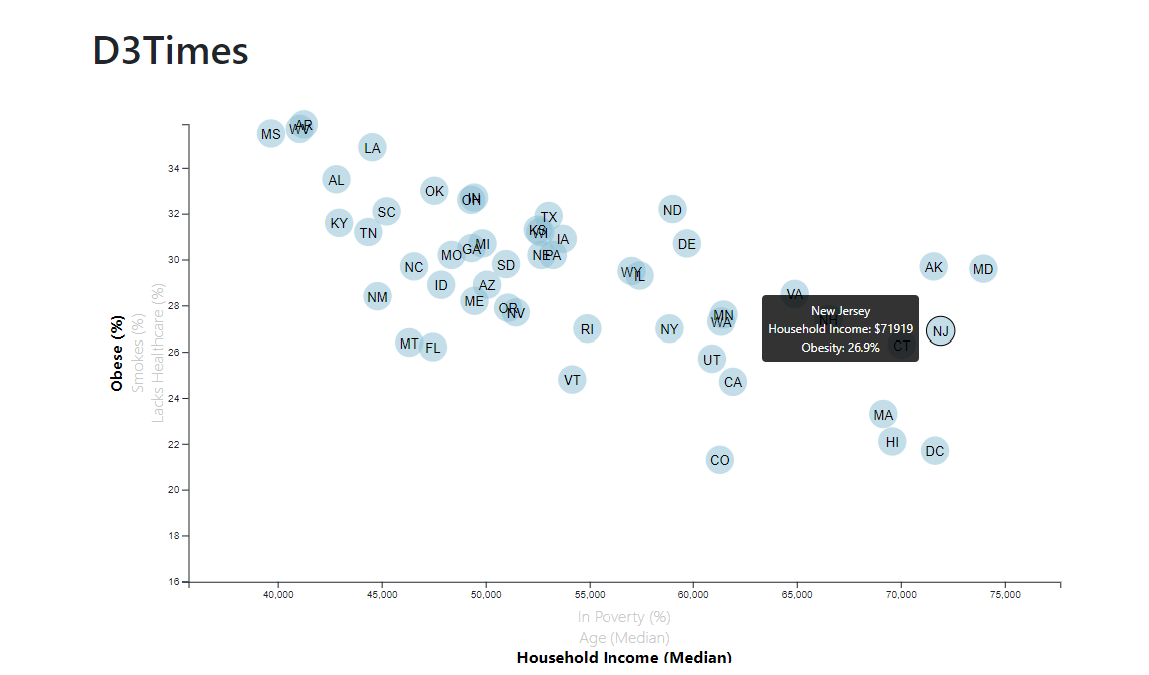 D3Times
MS WV AR
LA
AL
OK OH IN
SC
KY
TN
TX
KS WI
IA
ND
DE
MO GA MI
NE PA
NC
SD
WY IL
AK MD
NM
ID
ME
AZ
OR NV
VA
MT FL
RI
NY
MN
WA
NH
CT
New Jersey
Household Income: $71919
Obesity: 26.9%
NJ
UT
VT
CA
MA
HI
DC
CO
34
32
30
28
26
24
22
20
18
16
Obese (%)
Smokes (%)
Lacks Healthcare (%)
40,000 45,000 50,000 55,000 60,000 65,000 70,000 75,000
In Poverty (%)
Age (Median)
Household Income (Median)